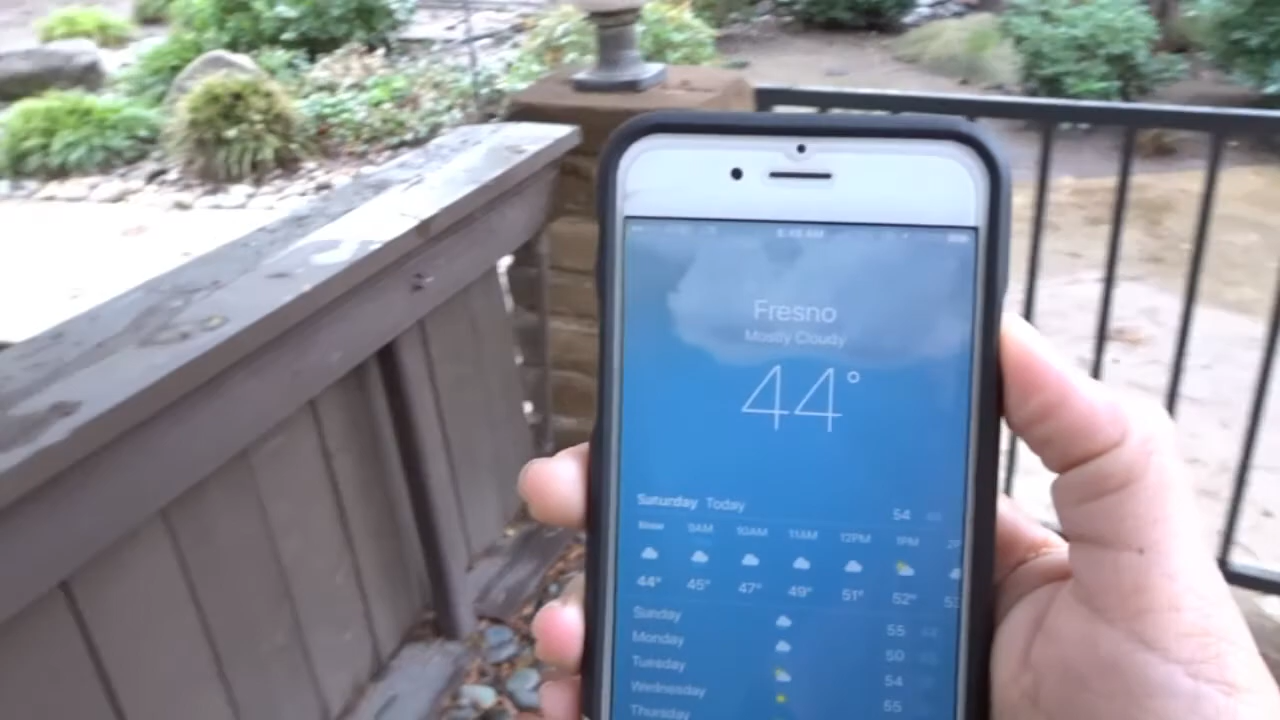 Fresno
Mostly Cloudy
44°
Saturday Today 54
Now 9AM 10AM 11AM 12PM 1PM
44° 45° 47° 49° 51° 52°
Sunday 55
Monday 50
Tuesday 54
Wednesday 55
Thursday